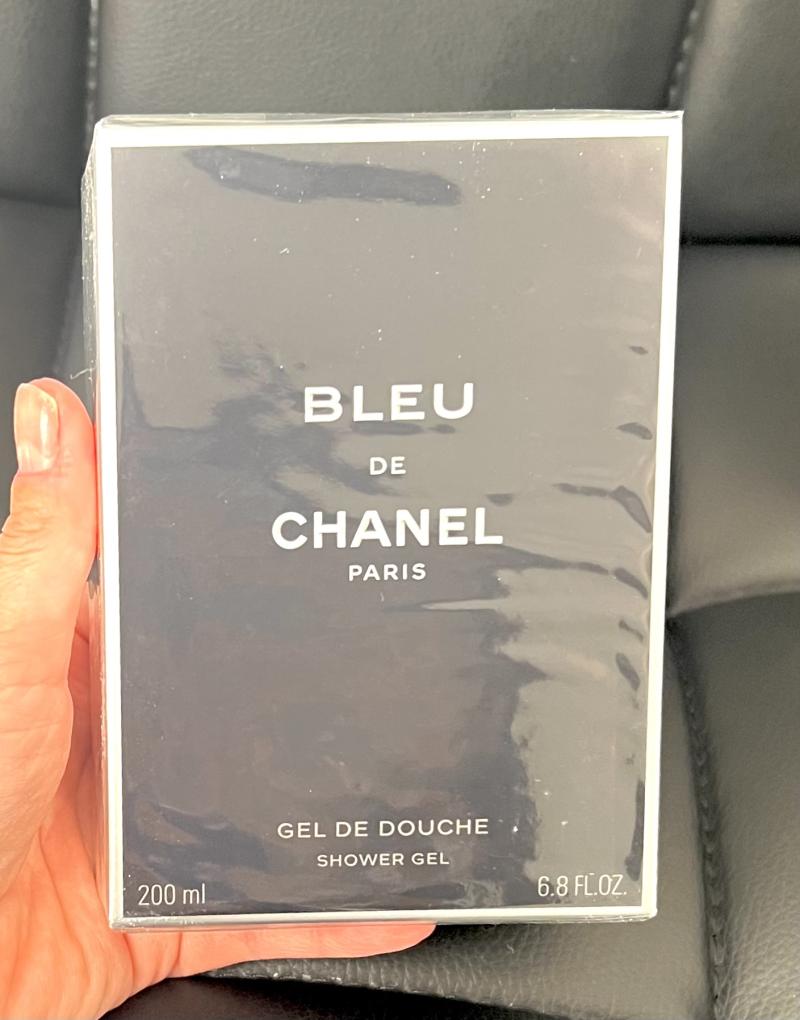 BLEU
DE
CHANEL
PARIS
GEL DE DOUCHE
SHOWER GEL
200 ml
6.8 FL.OZ.